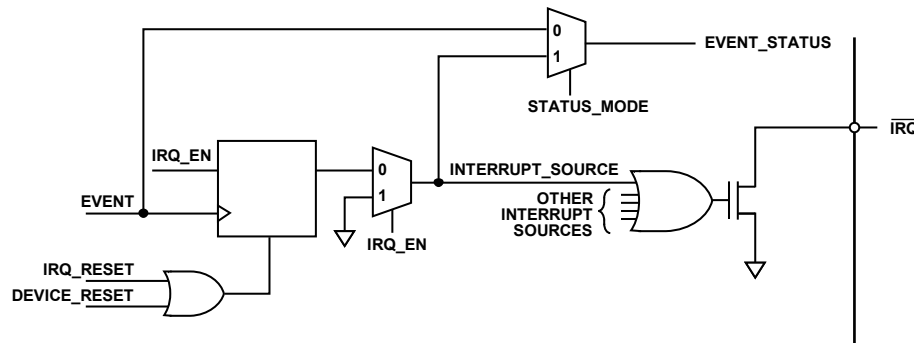 0
1
EVENT_STATUS
STATUS_MODE
IRQ
IRQ_EN
0
1
INTERRUPT_SOURCE
EVENT
OTHER
INTERRUPT
SOURCES
IRQ_EN
IRQ_RESET
DEVICE_RESET